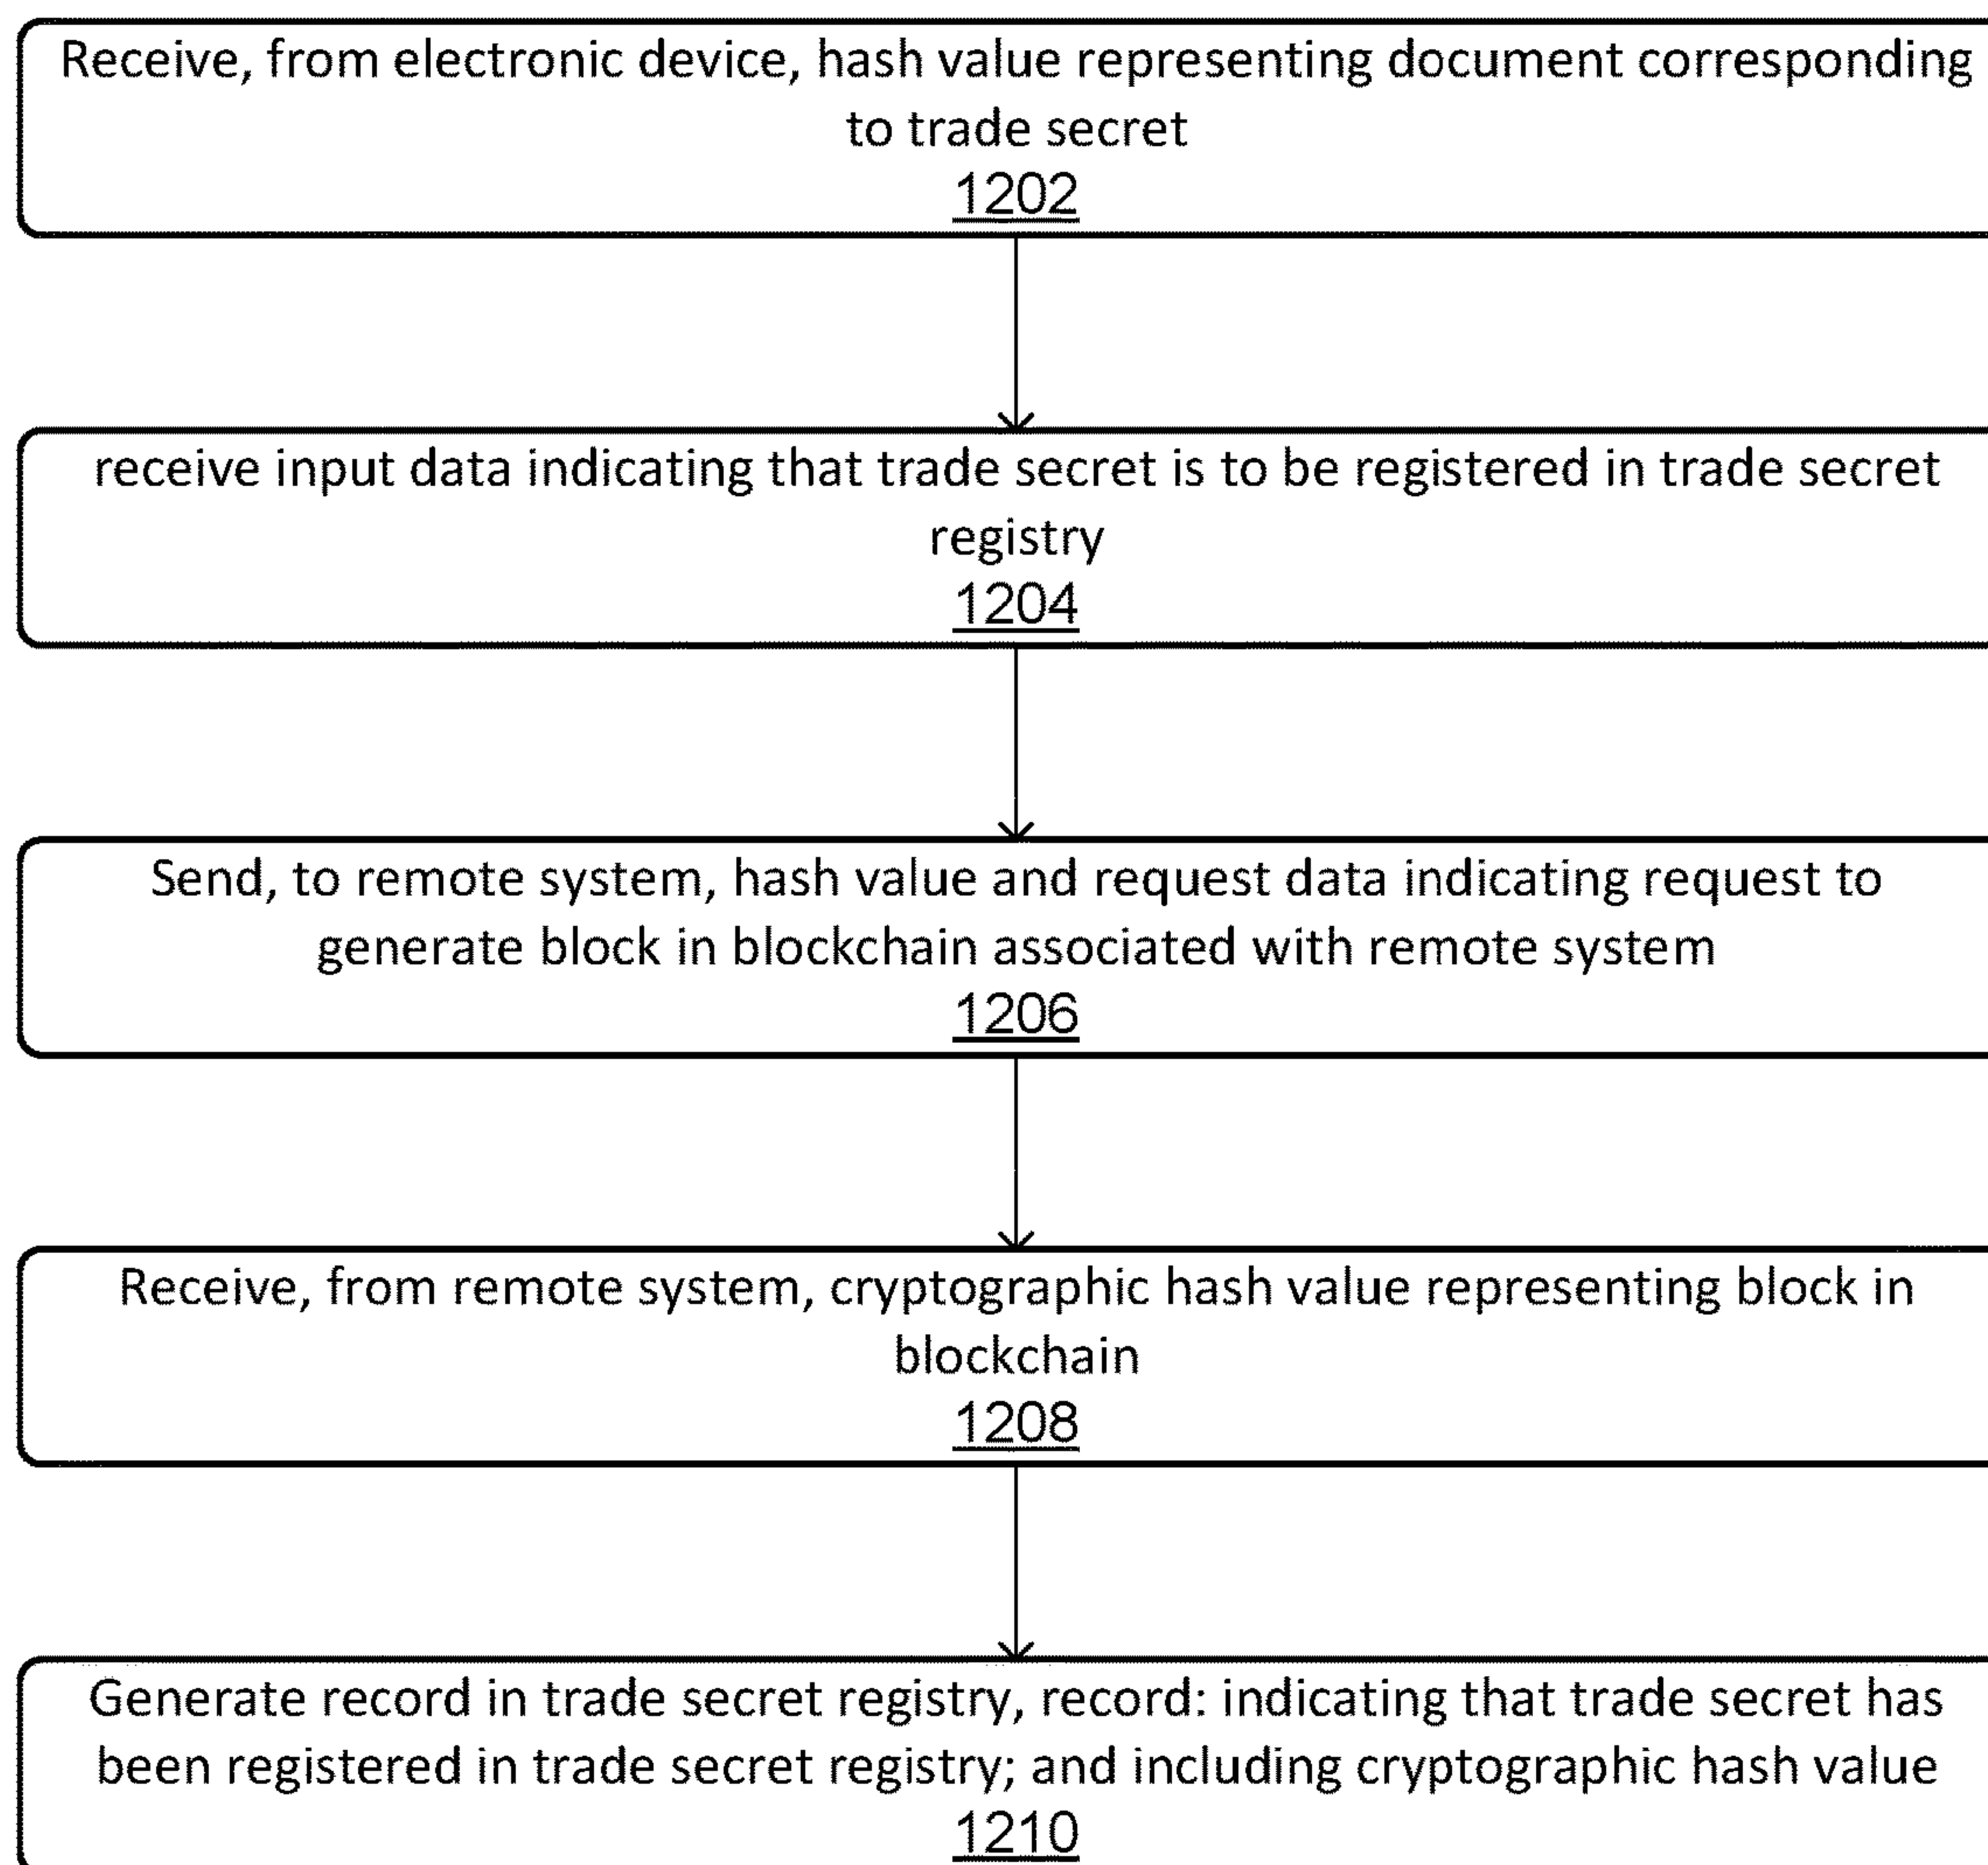 Receive, from electronic device, hash value representing document corresponding
to trade secret
1202
receive input data indicating that trade secret is to be registered in trade secret
registry
1204
Send, to remote system, hash value and request data indicating request to
generate block in blockchain associated with remote system
1206
Receive, from remote system, cryptographic hash value representing block in
blockchain
1208
Generate record in trade secret registry, record: indicating that trade secret has
been registered in trade secret registry; and including cryptographic hash value
1210